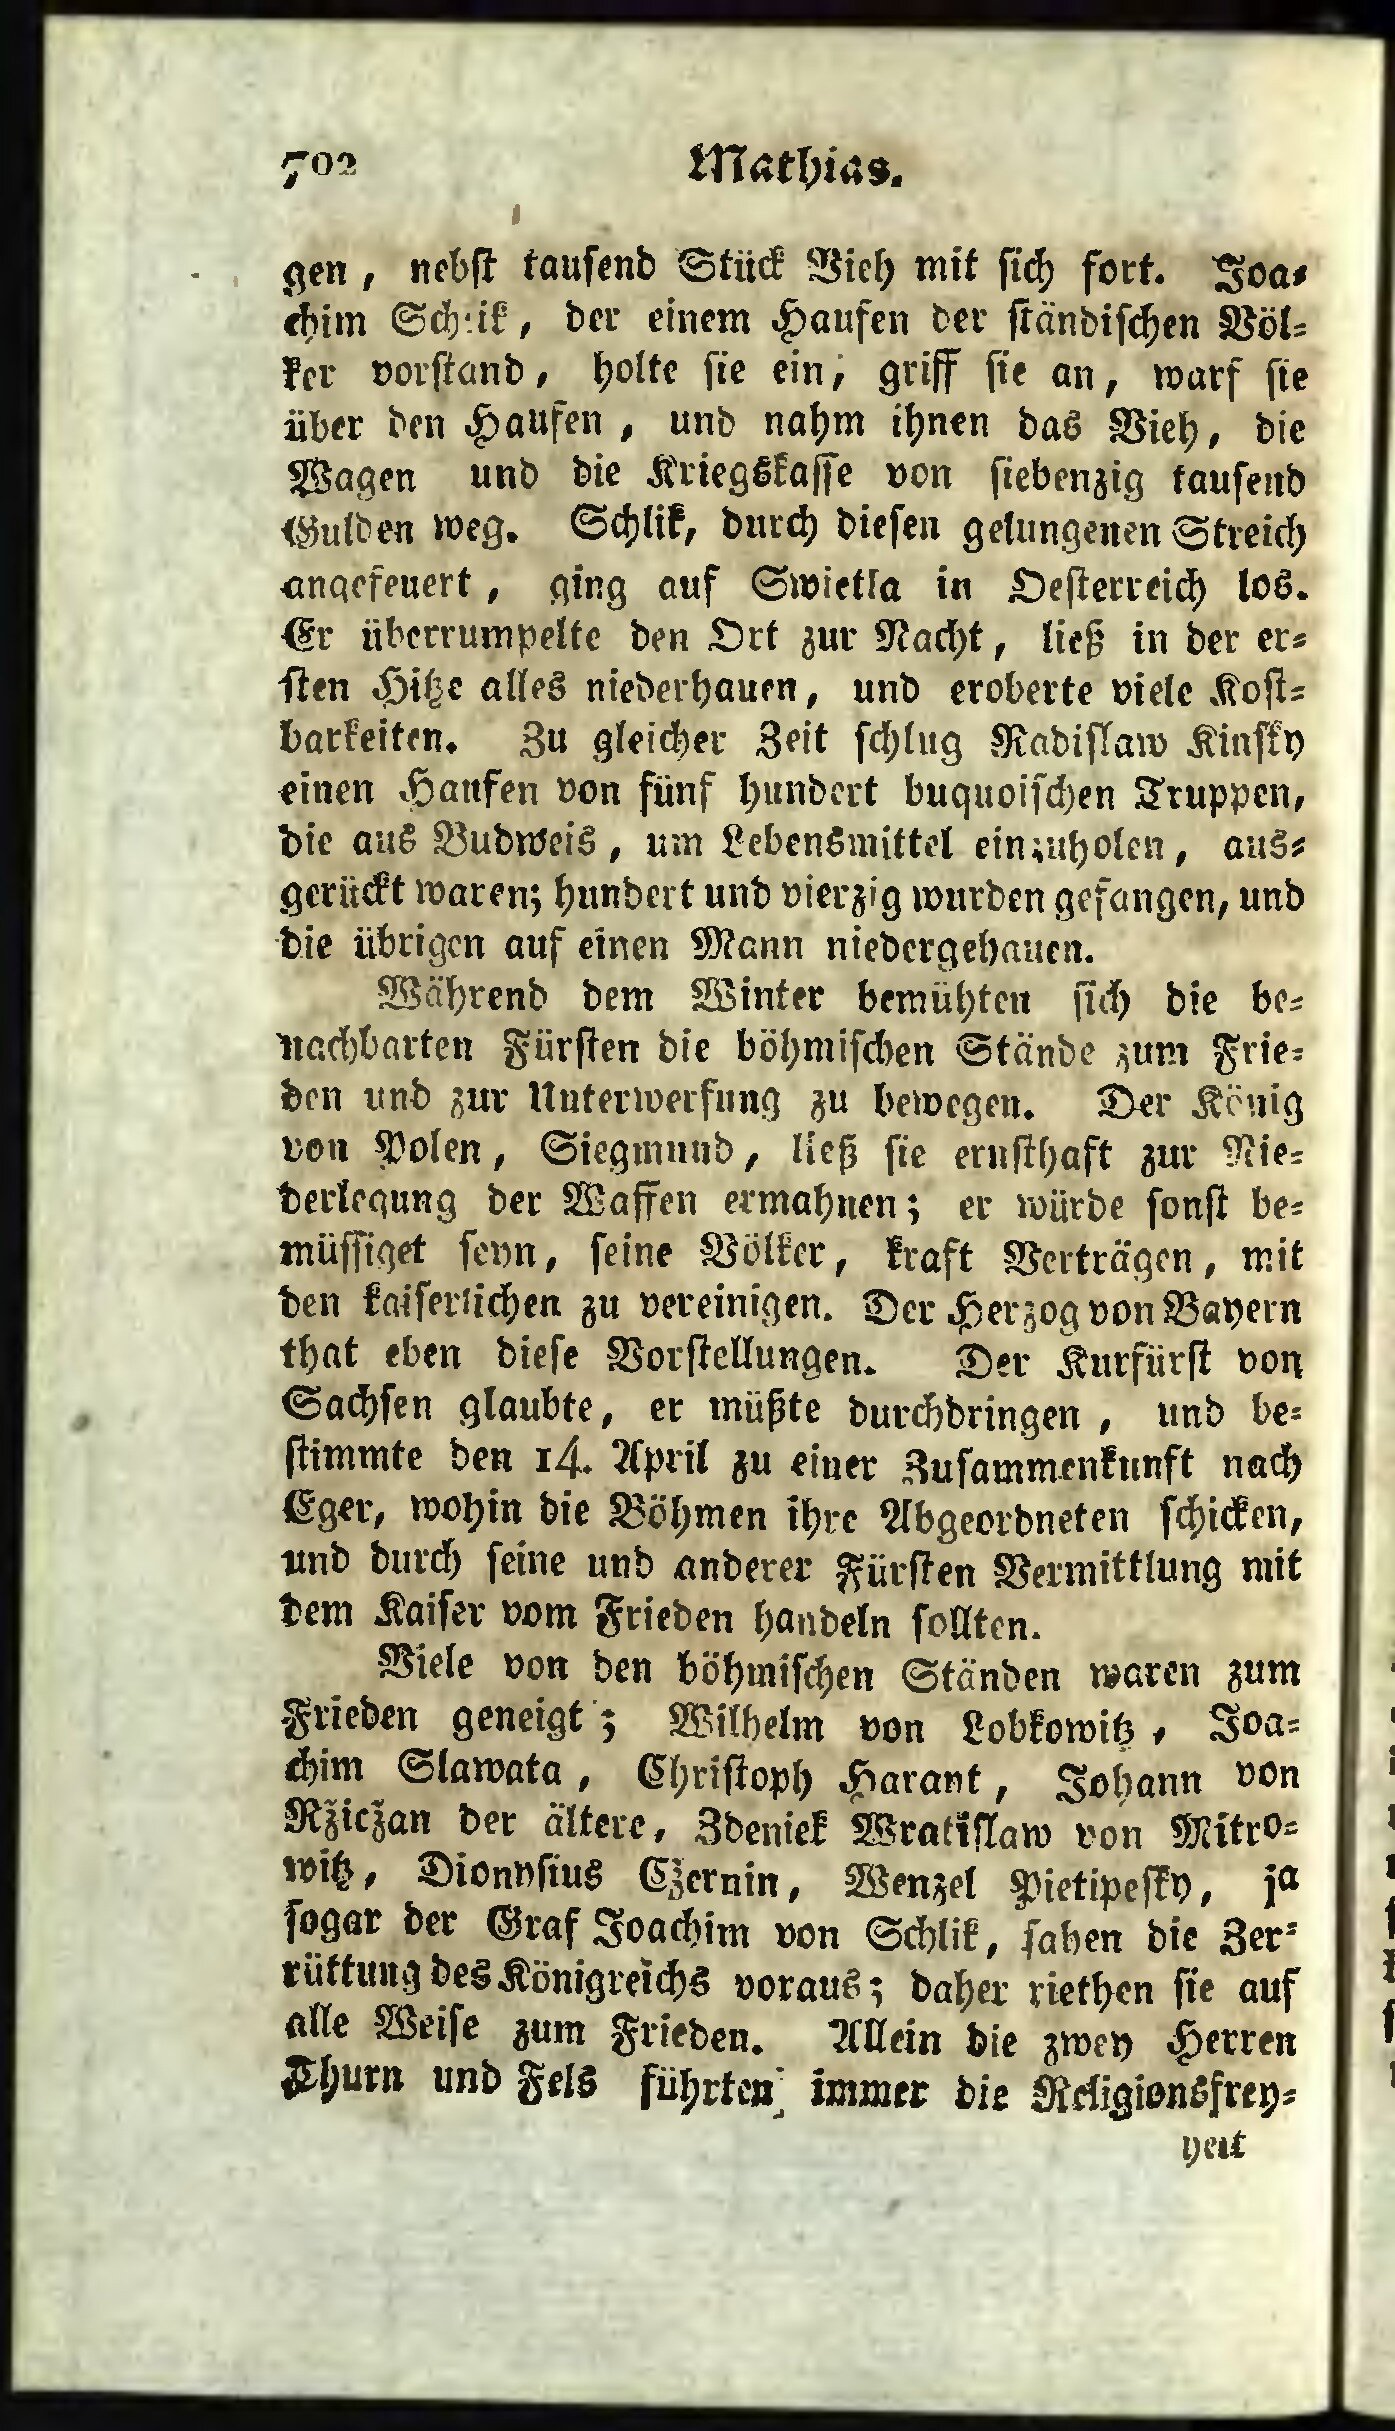 702 Mathias.
gen, nebst tausend Stück Vieh mit sich fort. Joa-
chim Schlik, der einem Haufen der ständischen Völ-
ker vorstand, holte sie ein, griff sie an, warf sie
über den Haufen, und nahm ihnen das Vieh, die
Wagen und die Kriegskasse von siebenzig tausend
Gulden weg. Schlik, durch diesen gelungenen Streich
angefeuert, ging auf Swietla in Oesterreich los.
Er überrumpelte den Ort zur Nacht, ließ in der er-
sten Hitze alles niederhauen, und eroberte viele Kost-
barkeiten. Zu gleicher Zeit schlug Radislaw Kinsky
einen Haufen von fünf hundert buquoischen Truppen,
die aus Budweis, um Lebensmittel einzuholen, aus-
gerückt waren; hundert und vierzig wurden gefangen, und
die übrigen auf einen Mann niedergehauen.
Während dem Winter bemühten sich die be-
nachbarten Fürsten die böhmischen Stände zum Frie-
den und zur Unterwerfung zu bewegen. Der König
von Polen, Siegmund, ließ sie ernsthaft zur Nie-
derlegung der Waffen ermahnen; er würde sonst be-
müssiget seyn, seine Völker, kraft Verträgen, mit
den kaiserlichen zu vereinigen. Der Herzog von Bayern
that eben diese Vorstellungen. Der Kurfürst von
Sachsen glaubte, er müßte durchdringen, und be-
stimmte den 14. April zu einer Zusammenkunft nach
Eger, wohin die Böhmen ihre Abgeordneten schicken,
und durch seine und anderer Fürsten Vermittlung mit
dem Kaiser vom Frieden handeln sollten.
Viele von den böhmischen Ständen waren zum
Frieden geneigt; Wilhelm von Lobkowitz, Joa-
chim Slawata, Christoph Harant, Johann von
Ržiczan der ältere, Zdeniek Wratislaw von Mitro-
witz, Dionysius Czernin, Wenzel Pietipesky, ja
sogar der Graf Joachim von Schlik, sahen die Zer-
rüttung des Königreichs voraus; daher riethen sie auf
alle Weise zum Frieden. Allein die zwey Herren
Thurn und Fels führten immer die Religionsfrey-
heit